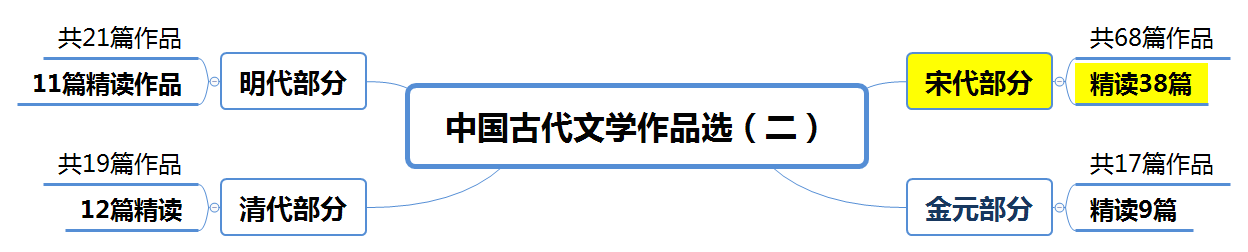 共21篇作品
11篇精读作品
明代部分
共68篇作品
精读38篇
宋代部分
中国古代文学作品选（二）
共19篇作品
12篇精读
清代部分
共17篇作品
精读9篇
金元部分